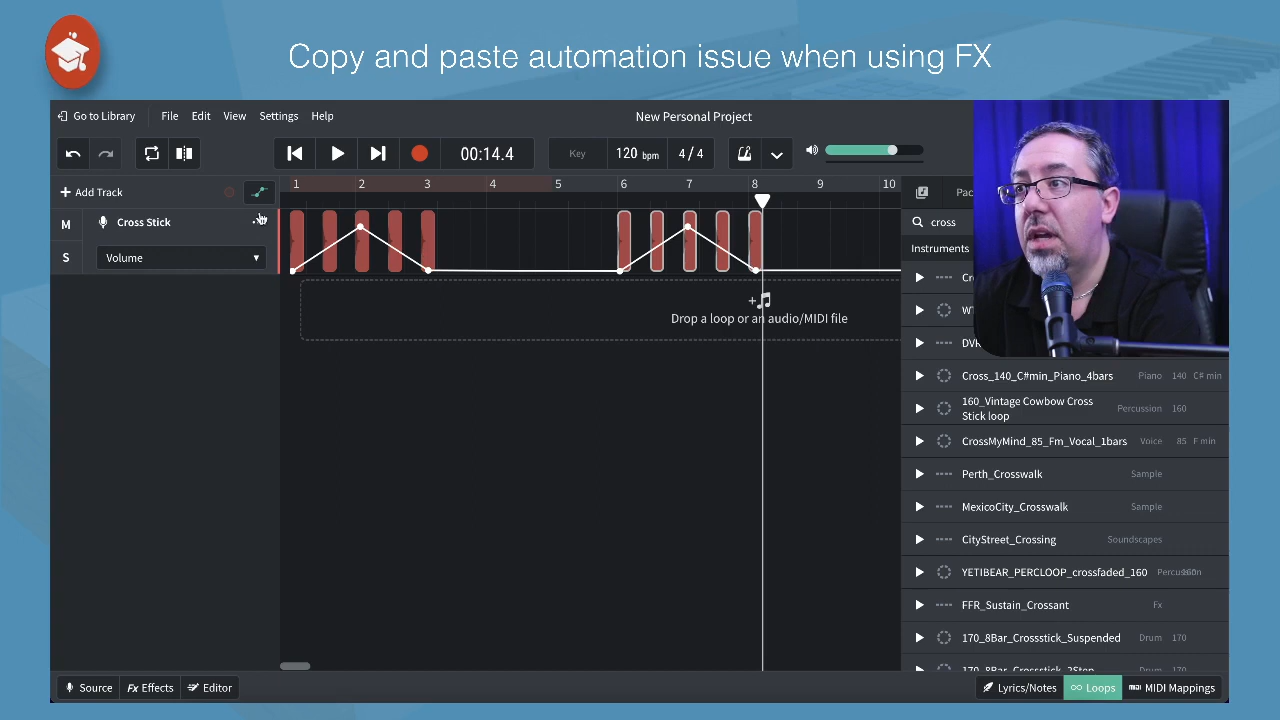 Copy and paste automation issue when using FX
Go to Library File Edit View Settings Help New Personal Project
00:14.4 Key 120 bpm 4 / 4
+ Add Track 1 2 3 4 5 6 7 8 9 10
M Cross Stick
cross
S Volume
Instruments
+
Drop a loop or an audio/MIDI file
Cross_140_C#min_Piano_4bars Piano 140 C# min
160_Vintage Cowbow Cross
Stick loop
Percussion 160
CrossMyMind_85_Fm_Vocal_1bars Voice 85 F min
Perth_Crosswalk Sample
MexicoCity_Crosswalk Sample
CityStreet_Crossing Soundscapes
YETIBEAR_PERCLOOP_crossfaded_160 160
FFR_Sustain_Crossant Fx
170_8Bar_Crossstick_Suspended Drum 170
170_8Bar_Crossstick_2Step Drum 170
Source Fx Effects Editor Lyrics/Notes Loops MIDI Mappings